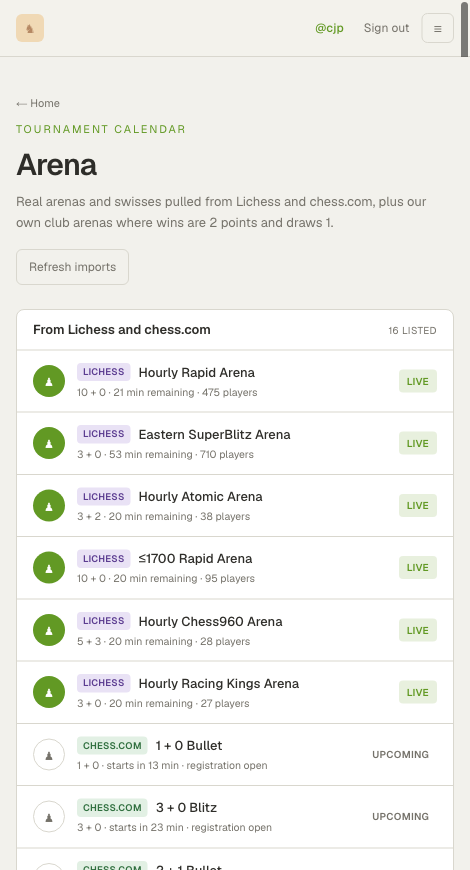 @cjp Sign out
← Home
TOURNAMENT CALENDAR
Arena
Real arenas and swisses pulled from Lichess and chess.com, plus our
own club arenas where wins are 2 points and draws 1.
Refresh imports
From Lichess and chess.com 16 LISTED
LICHESS Hourly Rapid Arena LIVE
10 + 0 · 21 min remaining · 475 players
LICHESS Eastern SuperBlitz Arena LIVE
3 + 0 · 53 min remaining · 710 players
LICHESS Hourly Atomic Arena LIVE
3 + 2 · 20 min remaining · 38 players
LICHESS ≤1700 Rapid Arena LIVE
10 + 0 · 20 min remaining · 95 players
LICHESS Hourly Chess960 Arena LIVE
5 + 3 · 20 min remaining · 28 players
LICHESS Hourly Racing Kings Arena LIVE
3 + 0 · 20 min remaining · 27 players
CHESS.COM 1 + 0 Bullet UPCOMING
1 + 0 · starts in 13 min · registration open
CHESS.COM 3 + 0 Blitz UPCOMING
3 + 0 · starts in 23 min · registration open
CHESS.COM 2 + 1 Bullet